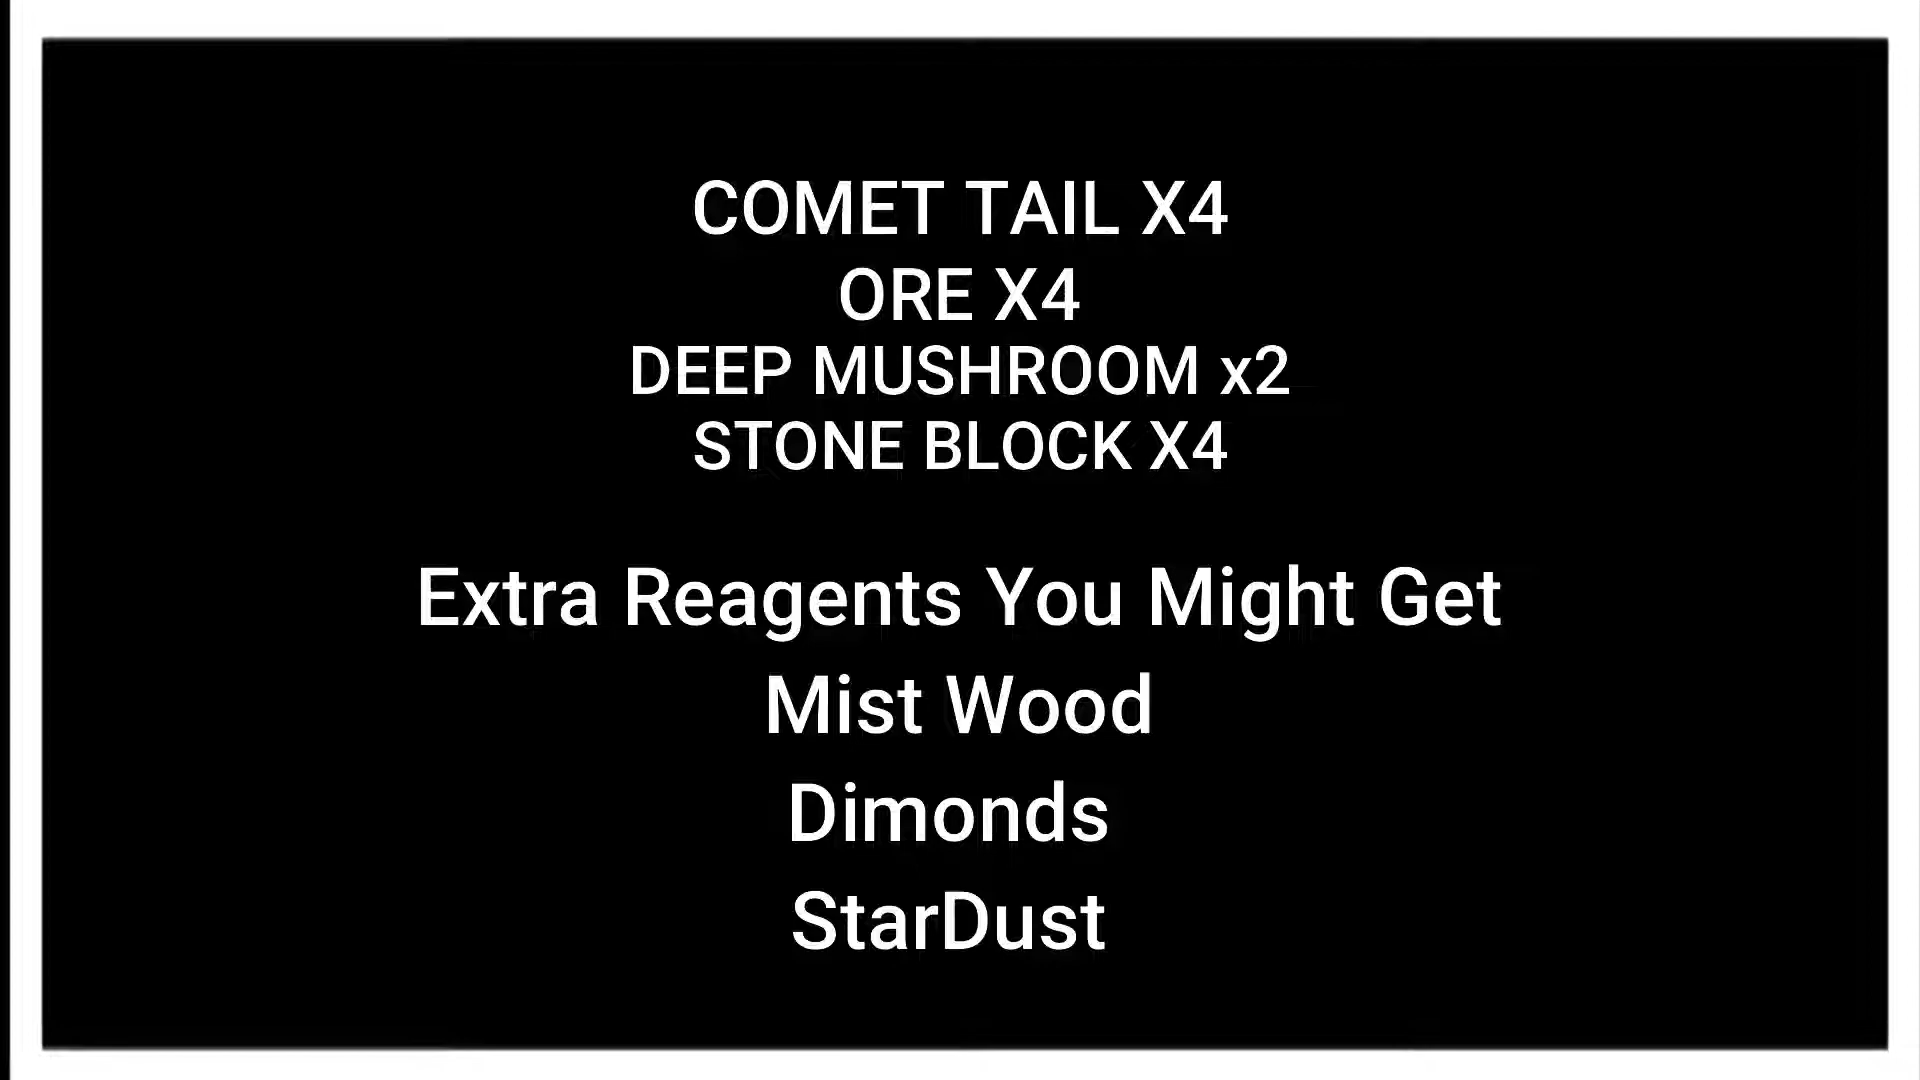 COMET TAIL X4
ORE X4
DEEP MUSHROOM x2
STONE BLOCK X4
Extra Reagents You Might Get
Mist Wood
Dimonds
StarDust